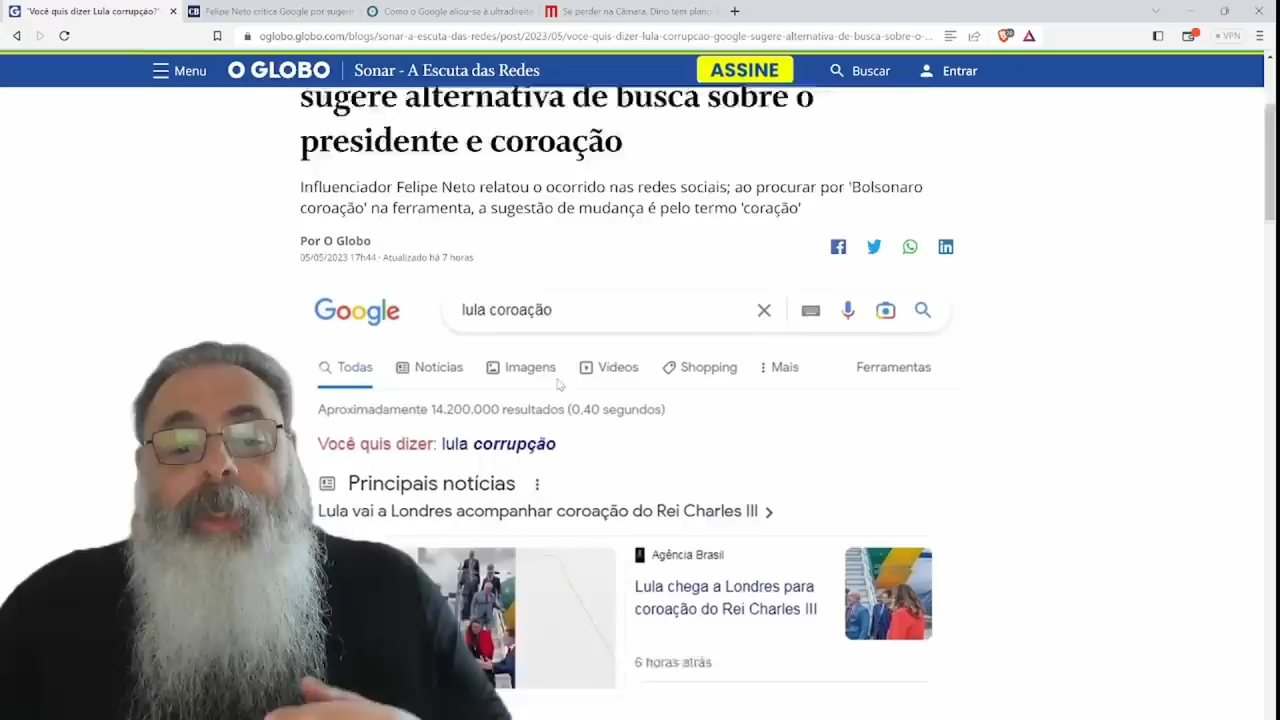 "Você quis dizer Lula corrupção?"
Felipe Neto critica Google por sugerir
Como o Google aliou-se à ultradireita
Se perder na Câmara, Dino tem plano
oglobo.globo.com/blogs/sonar-a-escuta-das-redes/post/2023/05/voce-quis-dizer-lula-corrupcao-google-sugere-alternativa-de-busca-sobre-o-...
VPN
Menu
O GLOBO
Sonar - A Escuta das Redes
ASSINE
Buscar
Entrar
sugere alternativa de busca sobre o
presidente e coroação
Influenciador Felipe Neto relatou o ocorrido nas redes sociais; ao procurar por 'Bolsonaro
coroação' na ferramenta, a sugestão de mudança é pelo termo 'coração'
Por O Globo
05/05/2023 17h44 · Atualizado há 7 horas
Google
lula coroação
Todas
Notícias
Imagens
Vídeos
Shopping
Mais
Ferramentas
Aproximadamente 14.200.000 resultados (0,40 segundos)
Você quis dizer: lula corrupção
Principais notícias
Lula vai a Londres acompanhar coroação do Rei Charles III
Agência Brasil
Lula chega a Londres para
coroação do Rei Charles III
6 horas atrás